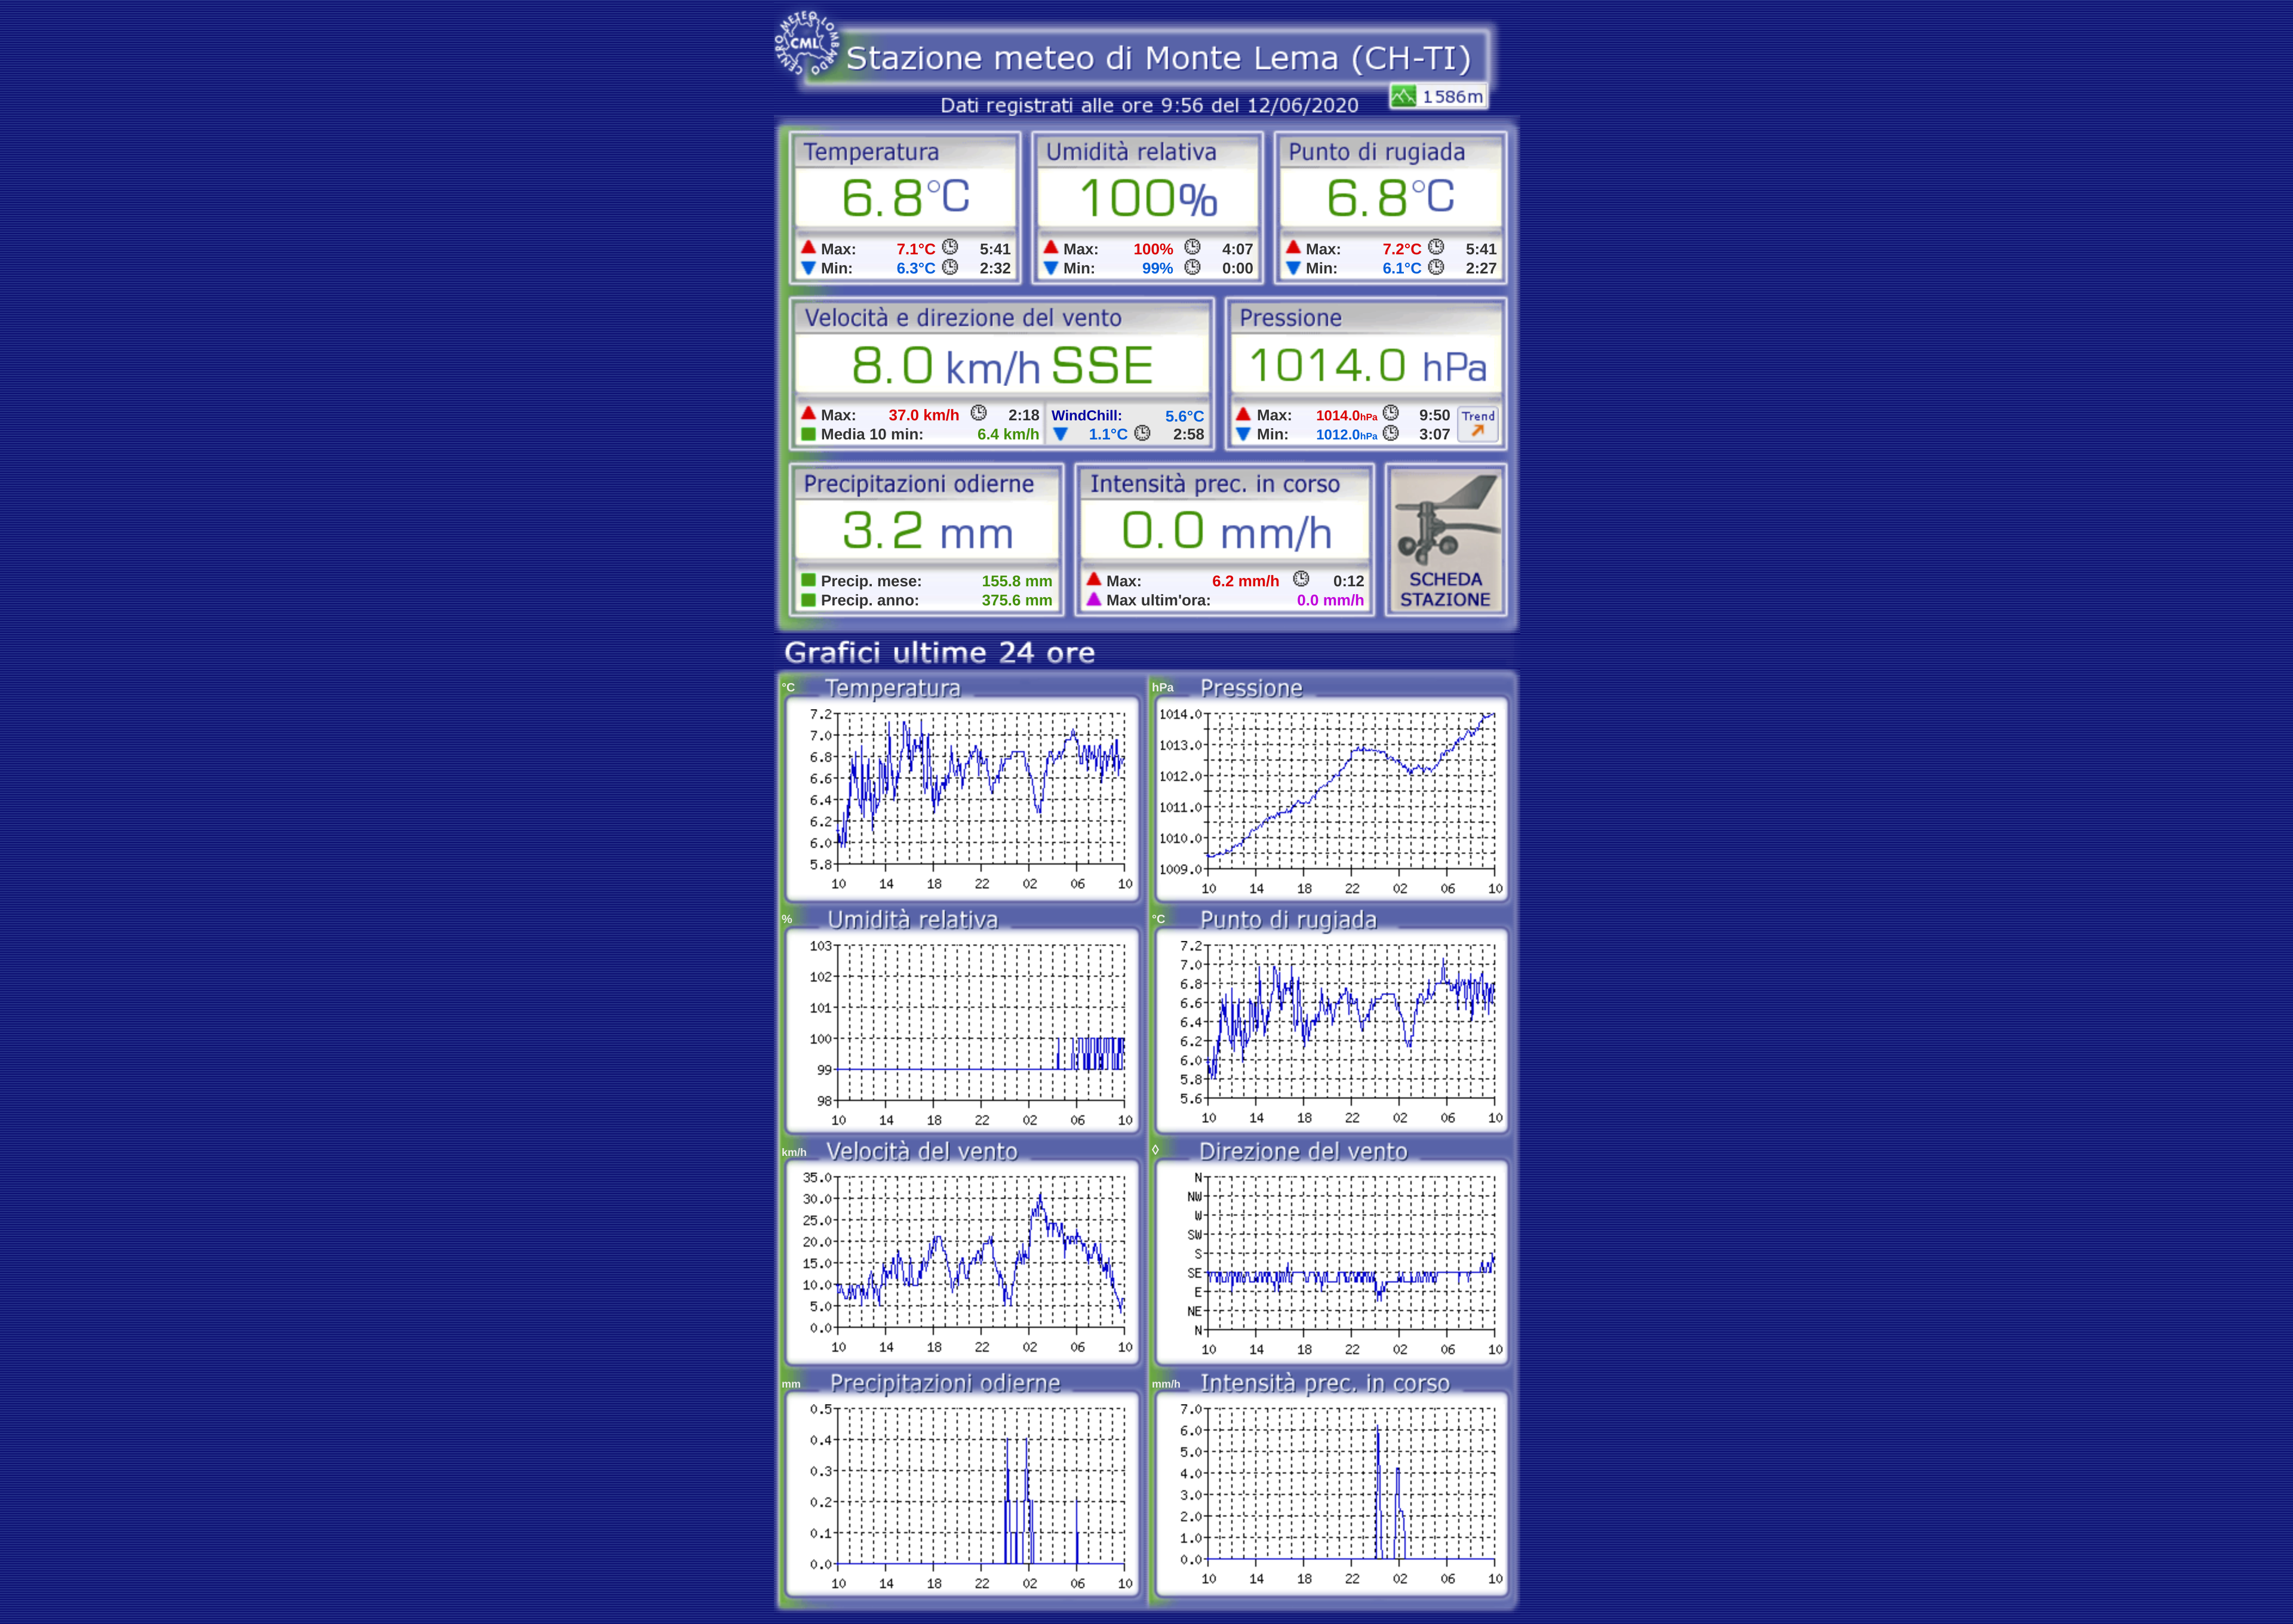 CENTRO METEO LOMBARDO
CML
Stazione meteo di Monte Lema (CH-TI)
Dati registrati alle ore 9:56 del 12/06/2020
1586m
Temperatura Umidità relativa Punto di rugiada
6.8°C 100% 6.8°C
Max: 7.1°C 5:41 Max: 100% 4:07 Max: 7.2°C 5:41
Min: 6.3°C 2:32 Min: 99% 0:00 Min: 6.1°C 2:27
Velocità e direzione del vento Pressione
8.0 km/h SSE 1014.0 hPa
Max: 37.0 km/h 2:18 WindChill: 5.6°C Max: 1014.0hPa 9:50 Trend
Media 10 min: 6.4 km/h 1.1°C 2:58 Min: 1012.0hPa 3:07
Precipitazioni odierne Intensità prec. in corso
3.2 mm 0.0 mm/h
Precip. mese: 155.8 mm Max: 6.2 mm/h 0:12 SCHEDA
Precip. anno: 375.6 mm Max ultim'ora: 0.0 mm/h STAZIONE
Grafici ultime 24 ore
°C Temperatura
7.2
7.0
6.8
6.6
6.4
6.2
6.0
5.8
10 14 18 22 02 06 10
hPa Pressione
1014.0
1013.0
1012.0
1011.0
1010.0
1009.0
10 14 18 22 02 06 10
% Umidità relativa
103
102
101
100
99
98
10 14 18 22 02 06 10
°C Punto di rugiada
7.2
7.0
6.8
6.6
6.4
6.2
6.0
5.8
5.6
10 14 18 22 02 06 10
km/h Velocità del vento
35.0
30.0
25.0
20.0
15.0
10.0
5.0
0.0
10 14 18 22 02 06 10
◊ Direzione del vento
N
NW
W
SW
S
SE
E
NE
N
10 14 18 22 02 06 10
mm Precipitazioni odierne
0.5
0.4
0.3
0.2
0.1
0.0
10 14 18 22 02 06 10
mm/h Intensità prec. in corso
7.0
6.0
5.0
4.0
3.0
2.0
1.0
0.0
10 14 18 22 02 06 10